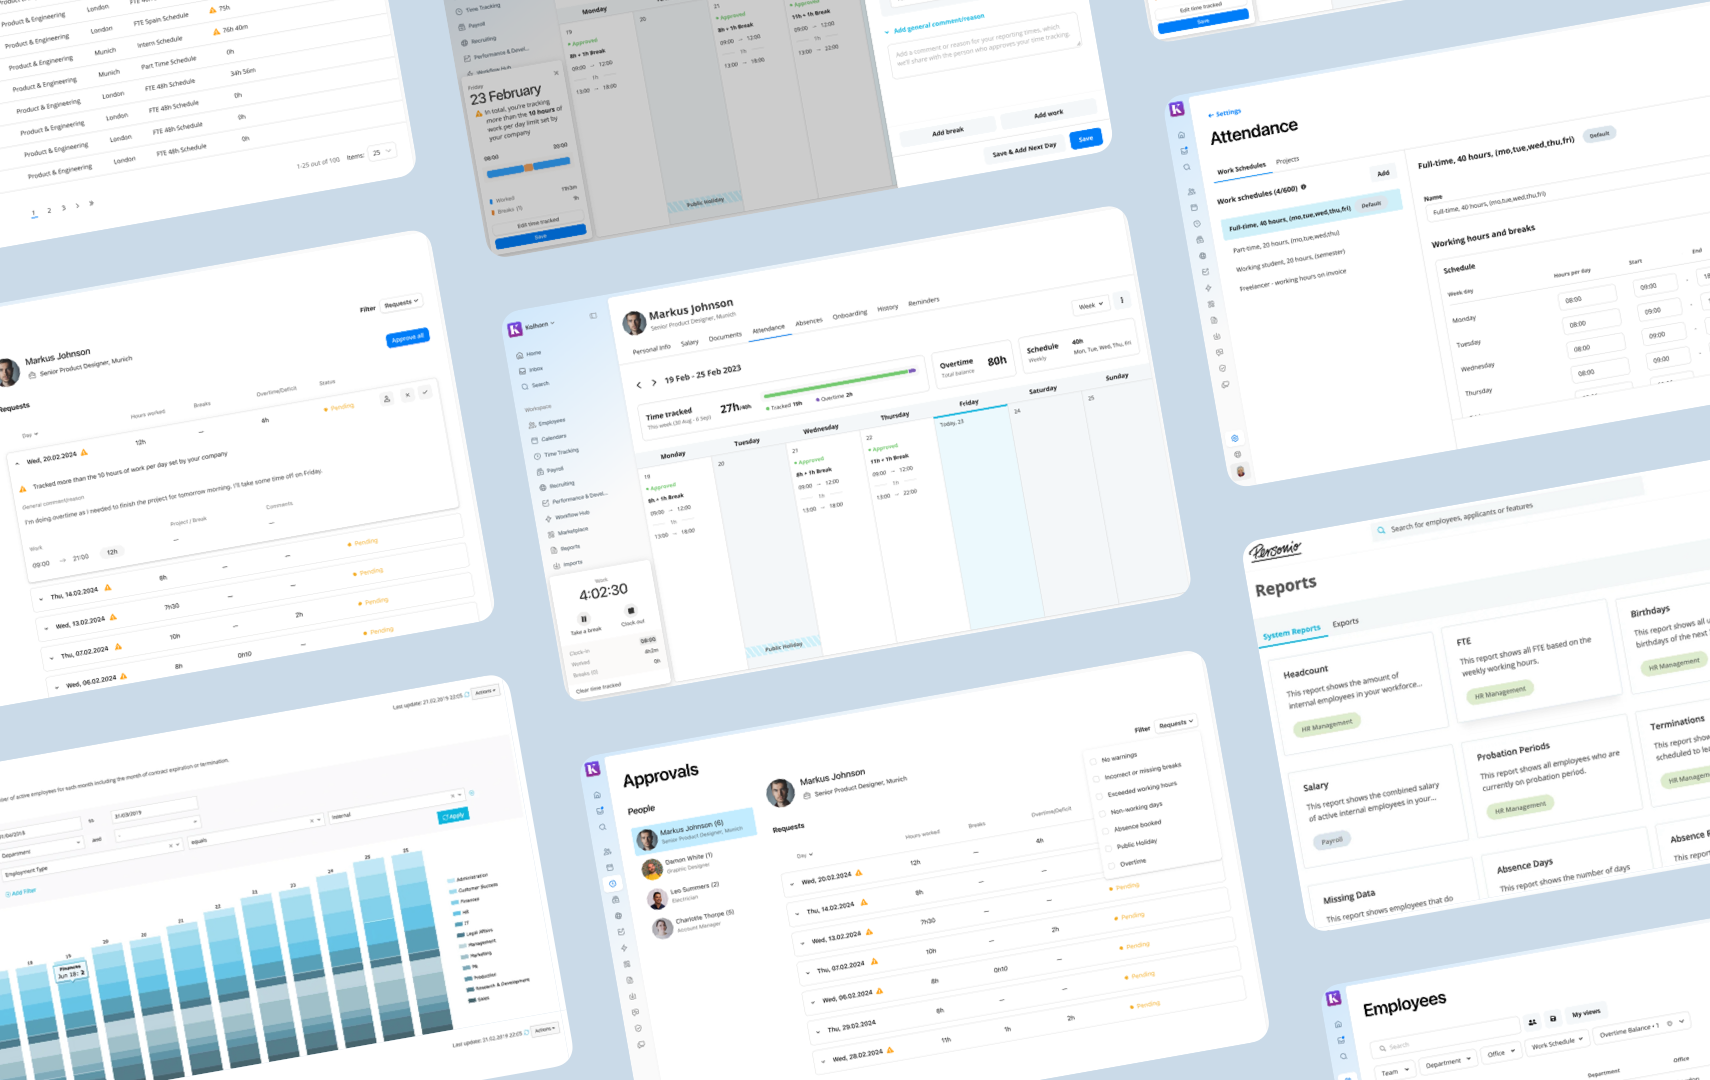 Product & Engineering London FTE Spain Schedule 75h
Product & Engineering Munich Intern Schedule 76h 40m
Product & Engineering Munich Part Time Schedule 0h
Product & Engineering London FTE 48h Schedule 34h 56m
Product & Engineering London FTE 48h Schedule 0h
Product & Engineering London FTE 48h Schedule 0h
Product & Engineering London FTE 48h Schedule 0h
1-25 out of 100 Items: 25
1 2 3
Time Tracking
Payroll
Recruiting
Performance & Devel...
Workflow Hub
Friday
23 February
In total, you're tracking
more than the 10 hours of
work per day limit set by
your company
08:00 20:00
Worked 11h2m
Breaks (1) 1h
Edit time tracked
Save
Monday
19
Approved
8h + 1h Break
09:00 → 12:00
1h
13:00 → 18:00
20
Public Holiday
21
Approved
8h + 1h Break
09:00 → 12:00
1h
13:00 → 18:00
Approved
11h + 1h Break
09:00 → 12:00
1h
13:00 → 22:00
Add general comment/reason
Add a comment or reason for your reporting times, which
we'll share with the person who approves your time tracking.
Add break Add work
Save & Add Next Day Save
Edit time tracked
Save
Settings
Attendance
Work Schedules Projects
Work schedules (4/600) Add
Full-time, 40 hours, (mo,tue,wed,thu,fri) Default
Part-time, 20 hours, (mo,tue,wed,thu)
Working student, 20 hours, (semester)
Freelancer - working hours on invoice
Full-time, 40 hours, (mo,tue,wed,thu,fri) Default
Name
Full-time, 40 hours, (mo,tue,wed,thu,fri)
Working hours and breaks
Schedule
Week day Hours per day Start End
Monday 08:00 09:00
Tuesday 08:00 09:00
Wednesday 08:00 09:00
Thursday 08:00 09:00
Filter Requests
Approve all
Markus Johnson
Senior Product Designer, Munich
Requests
Day Hours worked Breaks Overtime/Deficit Status
Wed, 20.02.2024 12h — 4h Pending
Tracked more than the 10 hours of work per day set by your company
General comment/reason
I'm doing overtime as I needed to finish the project for tomorrow morning. I'll take some time off on Friday.
Work Project / Break Comments
09:00 → 21:00 12h — —
Thu, 14.02.2024 8h — — Pending
Wed, 13.02.2024 7h30 — — Pending
Thu, 07.02.2024 10h — 2h Pending
Wed, 06.02.2024 8h 0h10 — Pending
Kolhorn
Home
Inbox
Search
Workspace
Employees
Calendars
Time Tracking
Payroll
Recruiting
Performance & Devel...
Workflow Hub
Marketplace
Reports
Imports
Work
4:02:30
Take a break Clock out
Clock-in 08:00
Worked 4h2m
Breaks (0) 0h
Clear time tracked
Markus Johnson
Senior Product Designer, Munich
Personal info Salary Documents Attendance Absences Onboarding History Reminders
19 Feb - 25 Feb 2023
Week
Time tracked
This week (30 Aug - 6 Sep)
27h/40h
Tracked 19h Overtime 2h
Overtime
Total balance
80h
Schedule
Weekly
40h
Mon, Tue, Wed, Thu, Fri
Monday Tuesday Wednesday Thursday Friday Saturday Sunday
19
Approved
8h + 1h Break
09:00 → 12:00
1h
13:00 → 18:00
20
Public Holiday
21
Approved
8h + 1h Break
09:00 → 12:00
1h
13:00 → 18:00
22
Approved
11h + 1h Break
09:00 → 12:00
1h
13:00 → 22:00
Today, 23
24
25
Personio
Search for employees, applicants or features
Reports
System Reports Exports
Headcount
This report shows the amount of
internal employees in your workforce...
HR Management
FTE
This report shows all FTE based on the
weekly working hours.
HR Management
Birthdays
This report shows all
birthdays of the next
HR Management
Salary
This report shows the combined salary
of active internal employees in your...
Payroll
Probation Periods
This report shows all employees who are
currently on probation period.
HR Management
Terminations
This report
scheduled to
Missing Data
This report shows employees that do
Absence Days
This report shows the number of days
Absence
This report
Last update: 21.02.2019 22:05 Actions
of active employees for each month including the month of contract expiration or termination.
to 31/03/2019
Department and
Employment Type equals Internal
Add Filter Apply
Finances
Jun 18: 3
19 19 20 20 21 22 23 23 24 25 25
Administration
Customer Success
Finances
HR
IT
Legal Affairs
Management
Marketing
PR
Production
Research & Development
Sales
Last update: 21.02.2019 22:05 Actions
Approvals
People
Markus Johnson (6)
Senior Product Designer, Munich
Damon White (1)
Graphic Designer
Leo Summers (2)
Electrician
Charlotte Thorpe (5)
Account Manager
Markus Johnson
Senior Product Designer, Munich
Requests
Filter Requests
No warnings
Incorrect or missing breaks
Exceeded working hours
Non-working days
Absence booked
Public Holiday
Overtime
Day Hours worked Breaks Overtime/Deficit
Wed, 20.02.2024 12h — 4h
Thu, 14.02.2024 8h — — Pending
Wed, 13.02.2024 7h30 — — Pending
Thu, 07.02.2024 10h — 2h Pending
Wed, 06.02.2024 8h 0h10 — Pending
Thu, 29.02.2024 8h — — Pending
Wed, 28.02.2024 11h 1h 2h
Employees
Search
My views
Team Department Office Work Schedule Overtime Balance • 1
Department Office